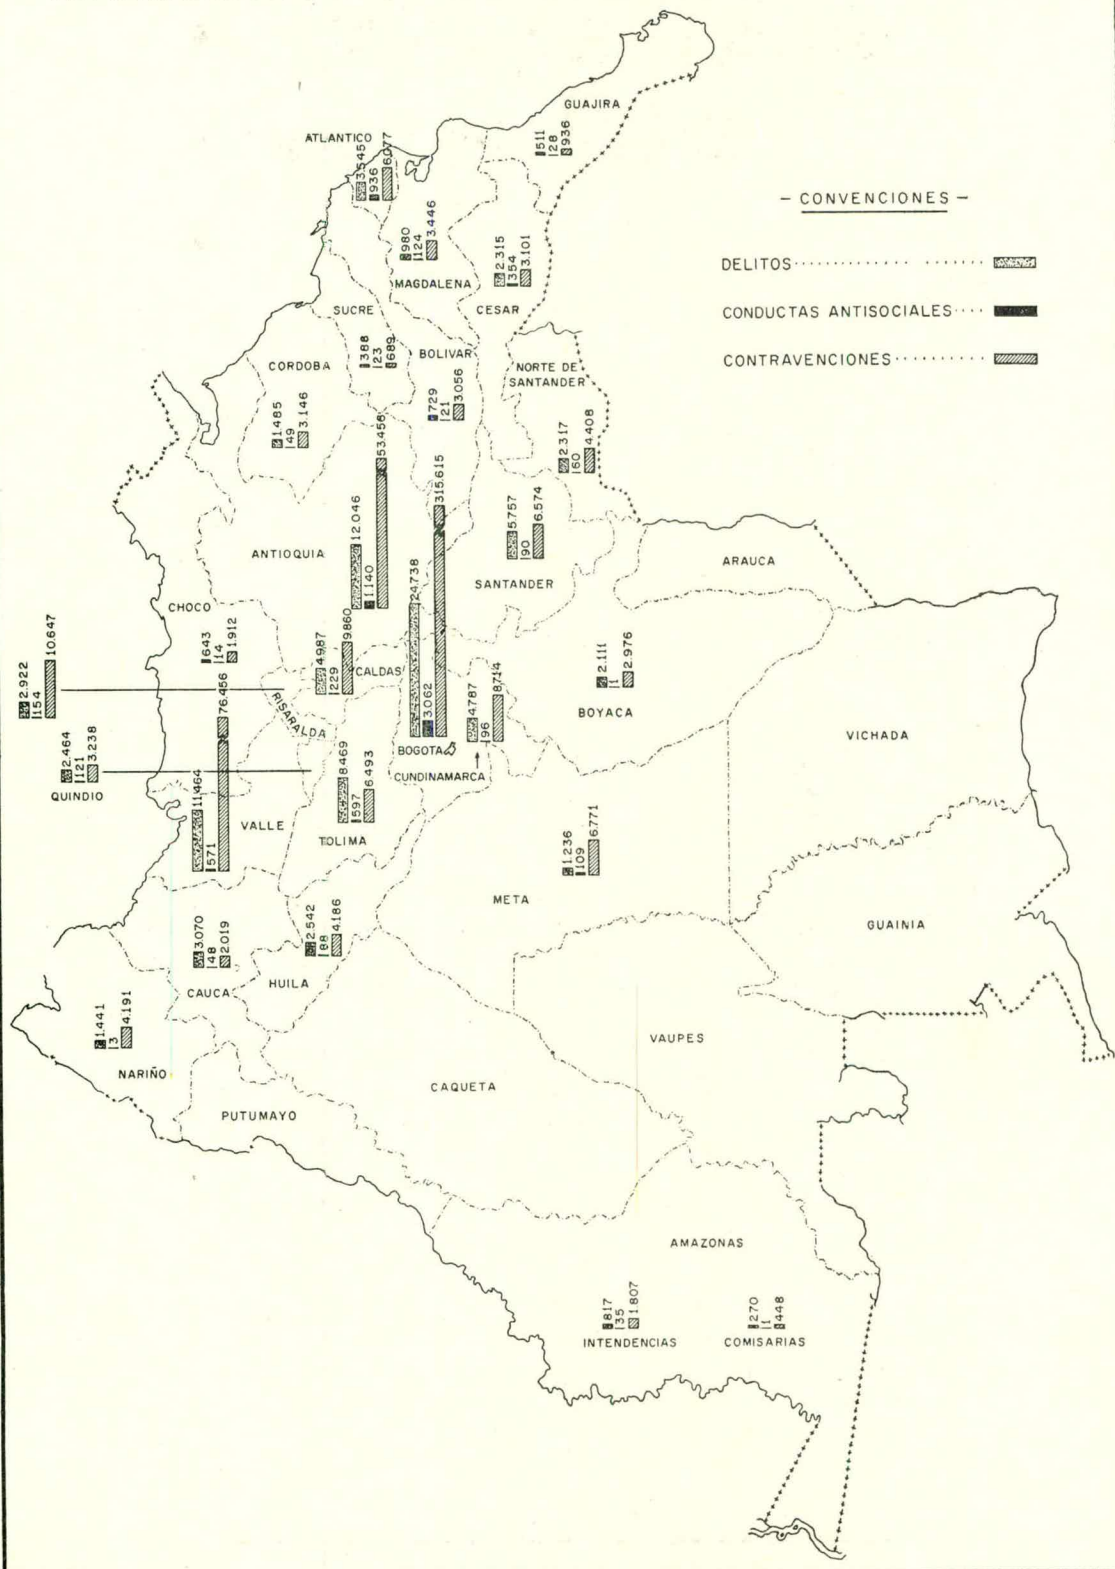 GUAJIRA
511
28
936
ATLANTICO
3.545
936
6.077
MAGDALENA
980
124
3.446
CESAR
2.315
354
3.101
SUCRE
388
23
689
BOLIVAR
729
21
3.056
CORDOBA
1.485
49
3.146
NORTE DE
SANTANDER
2.317
60
4.408
ANTIOQUIA
12.046
1.140
53.456
SANTANDER
5.757
90
6.574
ARAUCA
CHOCO
643
14
1.912
2.922
154
10.647
RISARALDA
CALDAS
4.987
229
9.860
QUINDIO
2.464
121
3.238
BOGOTA
24.738
3.062
315.615
CUNDINAMARCA
4.787
96
8.714
BOYACA
2.111
1
2.976
VICHADA
VALLE
11.464
571
76.456
TOLIMA
8.469
597
6.493
META
1.236
109
6.771
GUAINIA
CAUCA
3.070
48
2.019
HUILA
2.542
88
4.186
NARIÑO
1.441
3
4.191
PUTUMAYO
CAQUETA
VAUPES
AMAZONAS
INTENDENCIAS
817
35
1.807
COMISARIAS
270
1
448
- CONVENCIONES -
DELITOS
CONDUCTAS ANTISOCIALES
CONTRAVENCIONES